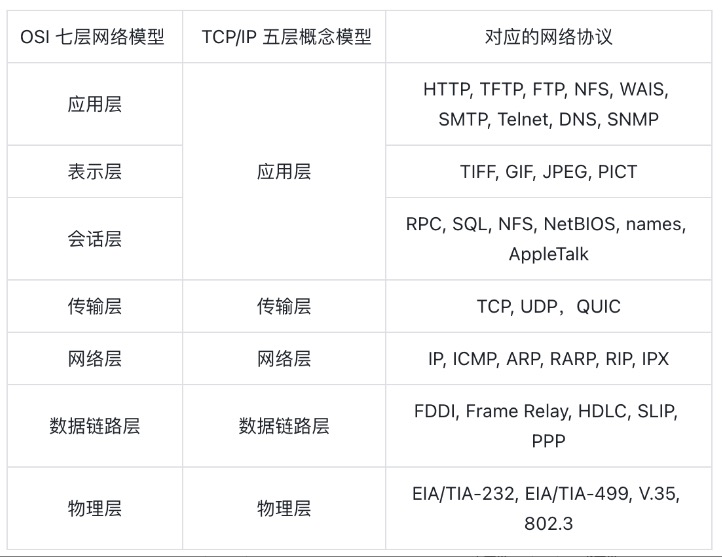 OSI 七层网络模型 TCP/IP 五层概念模型 对应的网络协议
应用层
HTTP, TFTP, FTP, NFS, WAIS,
SMTP, Telnet, DNS, SNMP
表示层 应用层 TIFF, GIF, JPEG, PICT
会话层
RPC, SQL, NFS, NetBIOS, names,
AppleTalk
传输层 传输层 TCP, UDP，QUIC
网络层 网络层 IP, ICMP, ARP, RARP, RIP, IPX
数据链路层 数据链路层
FDDI, Frame Relay, HDLC, SLIP,
PPP
物理层 物理层
EIA/TIA-232, EIA/TIA-499, V.35,
802.3